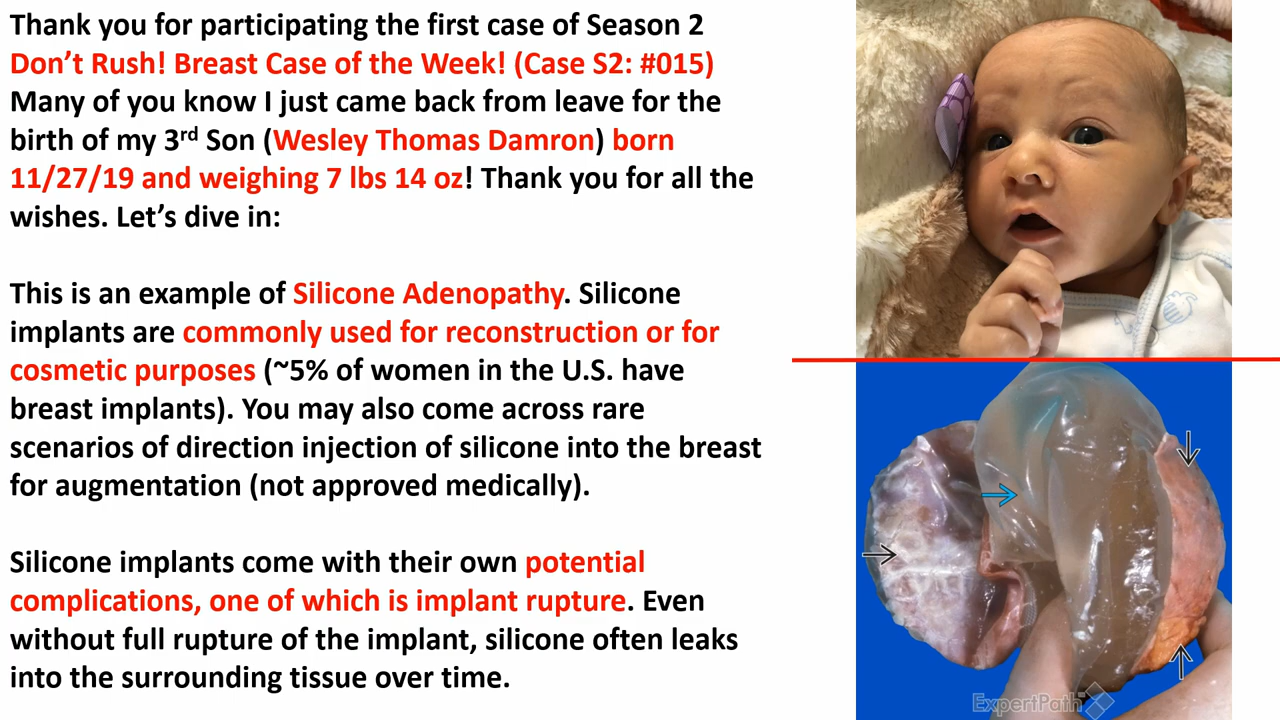 Thank you for participating the first case of Season 2
Don't Rush! Breast Case of the Week! (Case S2: #015)
Many of you know I just came back from leave for the
birth of my 3rd Son (Wesley Thomas Damron) born
11/27/19 and weighing 7 lbs 14 oz! Thank you for all the
wishes. Let's dive in:
This is an example of Silicone Adenopathy. Silicone
implants are commonly used for reconstruction or for
cosmetic purposes (~5% of women in the U.S. have
breast implants). You may also come across rare
scenarios of direction injection of silicone into the breast
for augmentation (not approved medically).
Silicone implants come with their own potential
complications, one of which is implant rupture. Even
without full rupture of the implant, silicone often leaks
into the surrounding tissue over time.
ExpertPath